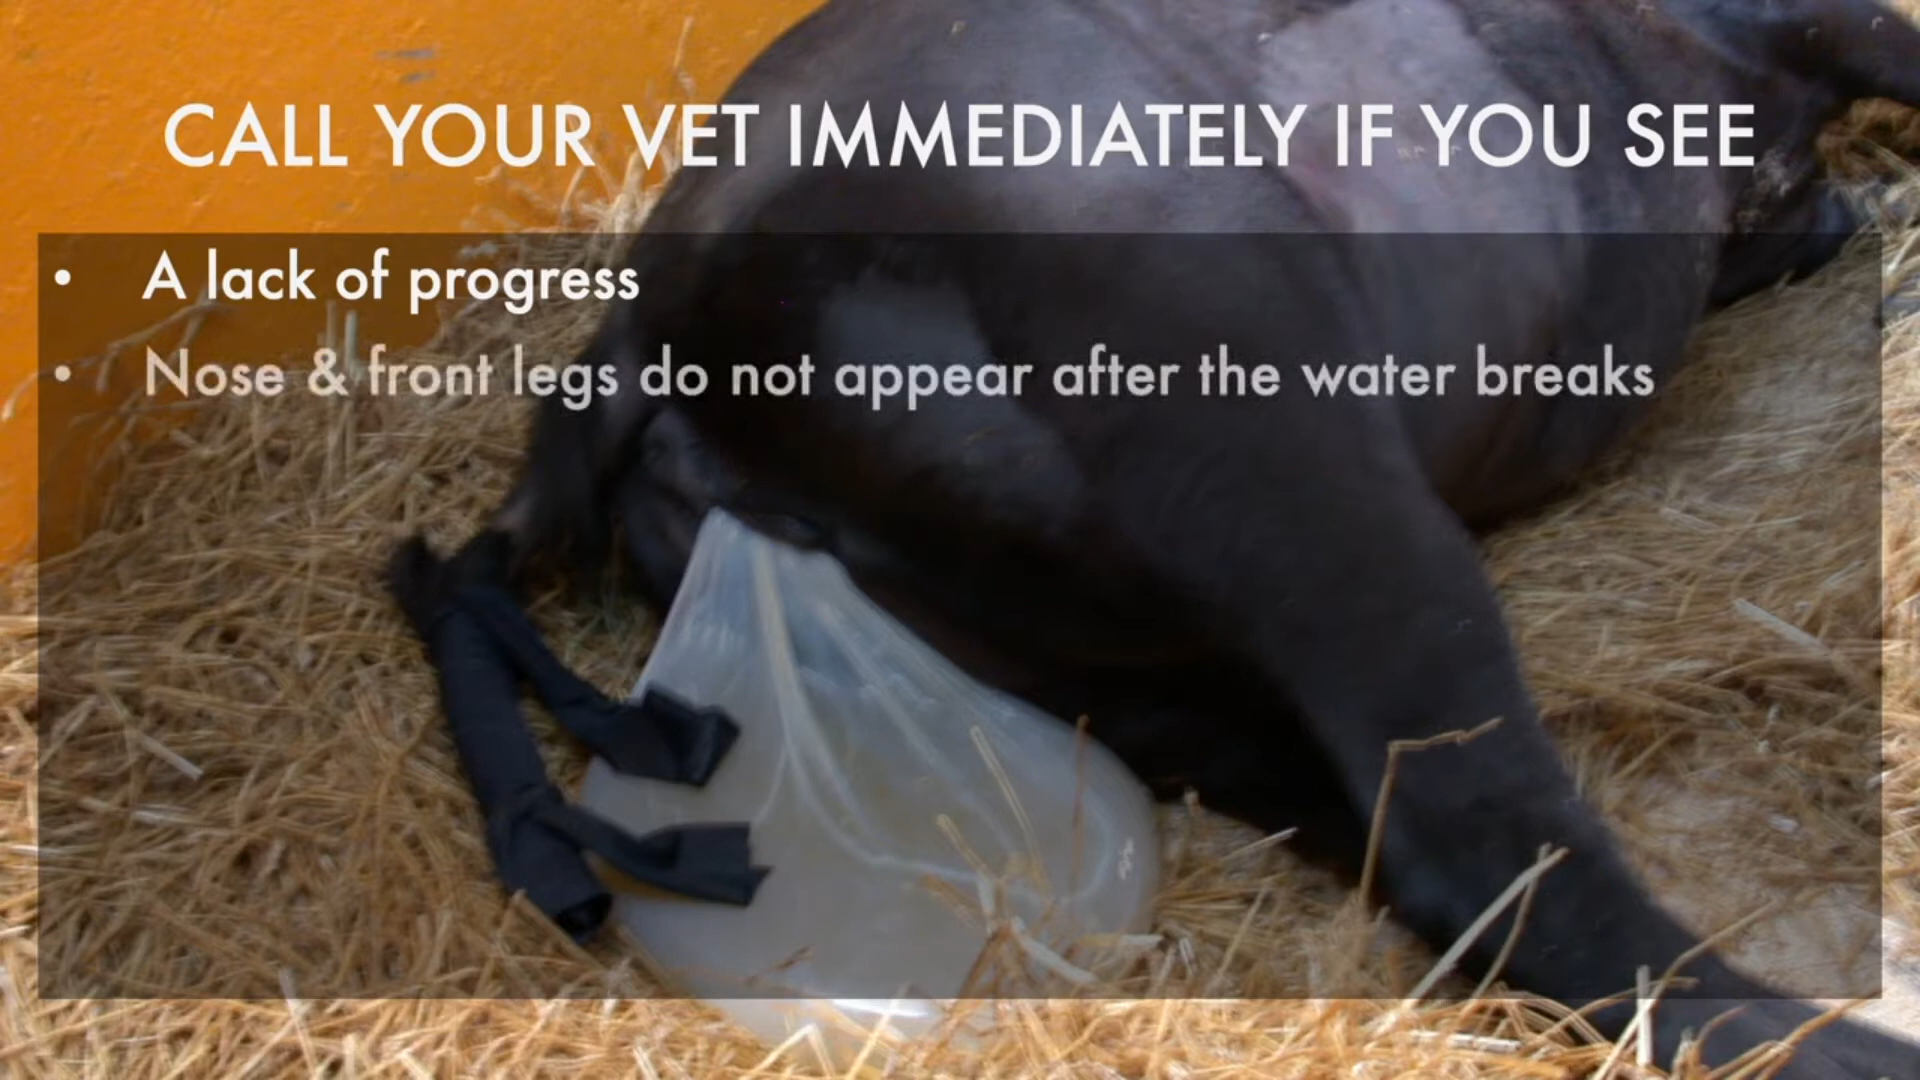 CALL YOUR VET IMMEDIATELY IF YOU SEE
• A lack of progress
• Nose & front legs do not appear after the water breaks